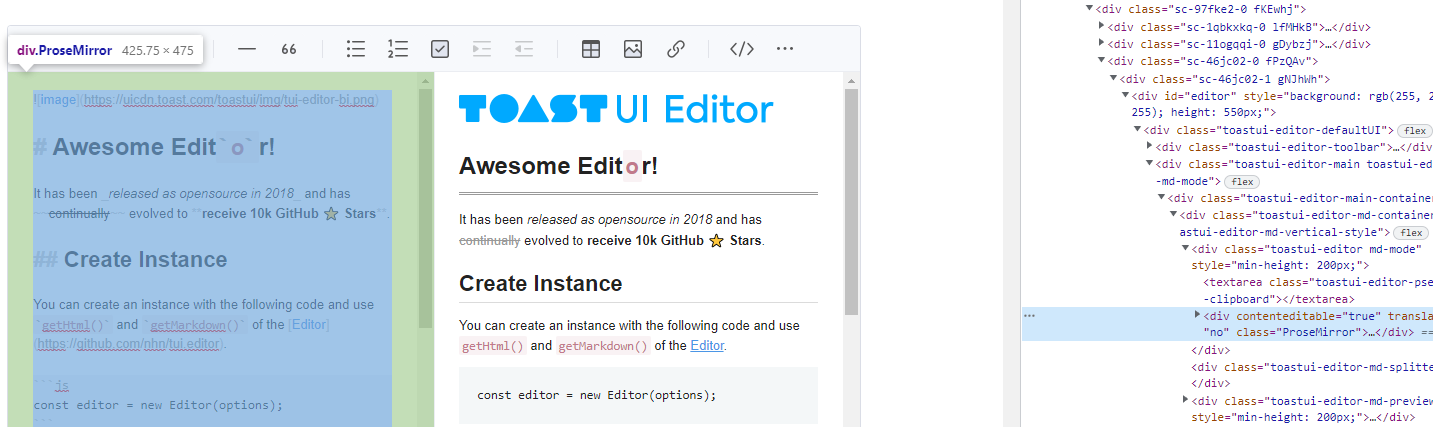 div.ProseMirror 425.75 × 475
66
![image](https://uicdn.toast.com/toastui/img/tui-editor-bi.png)
# Awesome Edit`o`r!
It has been _released as opensource in 2018_ and has
~~continually~~ evolved to **receive 10k GitHub ⭐ Stars**.
## Create Instance
You can create an instance with the following code and use
`getHtml()` and `getMarkdown()` of the [Editor]
(https://github.com/nhn/tui.editor).
```js
const editor = new Editor(options);
```
TOAST UI Editor
Awesome Editor!
It has been released as opensource in 2018 and has
continually evolved to receive 10k GitHub ⭐ Stars.
Create Instance
You can create an instance with the following code and use
getHtml() and getMarkdown() of the Editor.
const editor = new Editor(options);
<div class="sc-97fke2-0 fKEwhj">
<div class="sc-1qbkxkq-0 lfMHkB">…</div>
<div class="sc-1logqqi-0 gDybzj">…</div>
<div class="sc-46jc02-0 fPzQAv">
<div class="sc-46jc02-1 gNJhWh">
<div id="editor" style="background: rgb(255, 2
255); height: 550px;">
<div class="toastui-editor-defaultUI"> flex
<div class="toastui-editor-toolbar">…</di
<div class="toastui-editor-main toastui-ed
-md-mode"> flex
<div class="toastui-editor-main-container
<div class="toastui-editor-md-container
astui-editor-md-vertical-style"> flex
<div class="toastui-editor md-mode"
style="min-height: 200px;">
<textarea class="toastui-editor-pse
-clipboard"></textarea>
<div contenteditable="true" transla
"no" class="ProseMirror">…</div> ==
</div>
<div class="toastui-editor-md-splitte
</div>
<div class="toastui-editor-md-preview
style="min-height: 200px;">…</div>